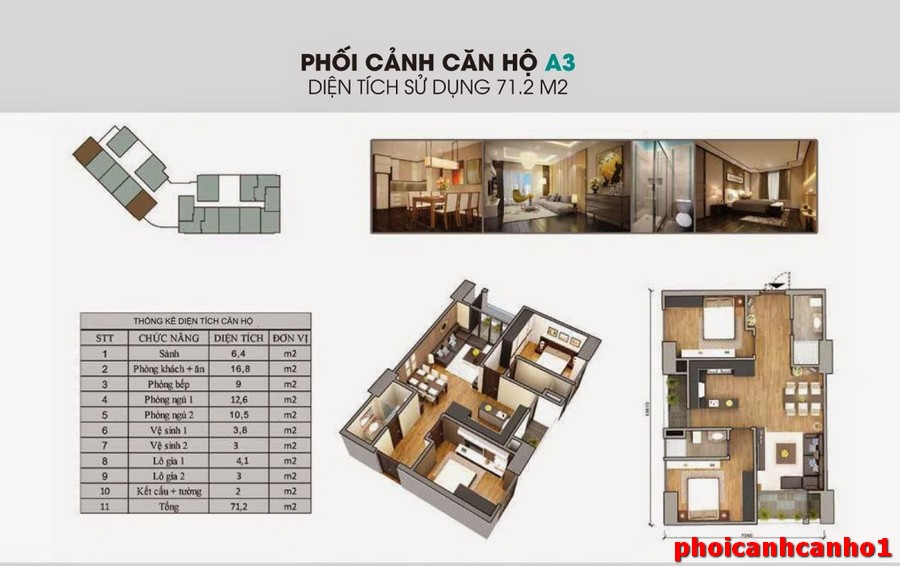 PHỐI CẢNH CĂN HỘ A3
DIỆN TÍCH SỬ DỤNG 71.2 M2
THỐNG KÊ DIỆN TÍCH CĂN HỘ
STT CHỨC NĂNG DIỆN TÍCH ĐƠN VỊ
1 Sảnh 6,4 m2
2 Phòng khách + ăn 16,8 m2
3 Phòng bếp 9 m2
4 Phòng ngủ 1 12,6 m2
5 Phòng ngủ 2 10,5 m2
6 Vệ sinh 1 3,8 m2
7 Vệ sinh 2 3 m2
8 Lô gia 1 4,1 m2
9 Lô gia 2 3 m2
10 Kết cấu + tường 2 m2
11 Tổng 71,2 m2
phoicanhcanho1